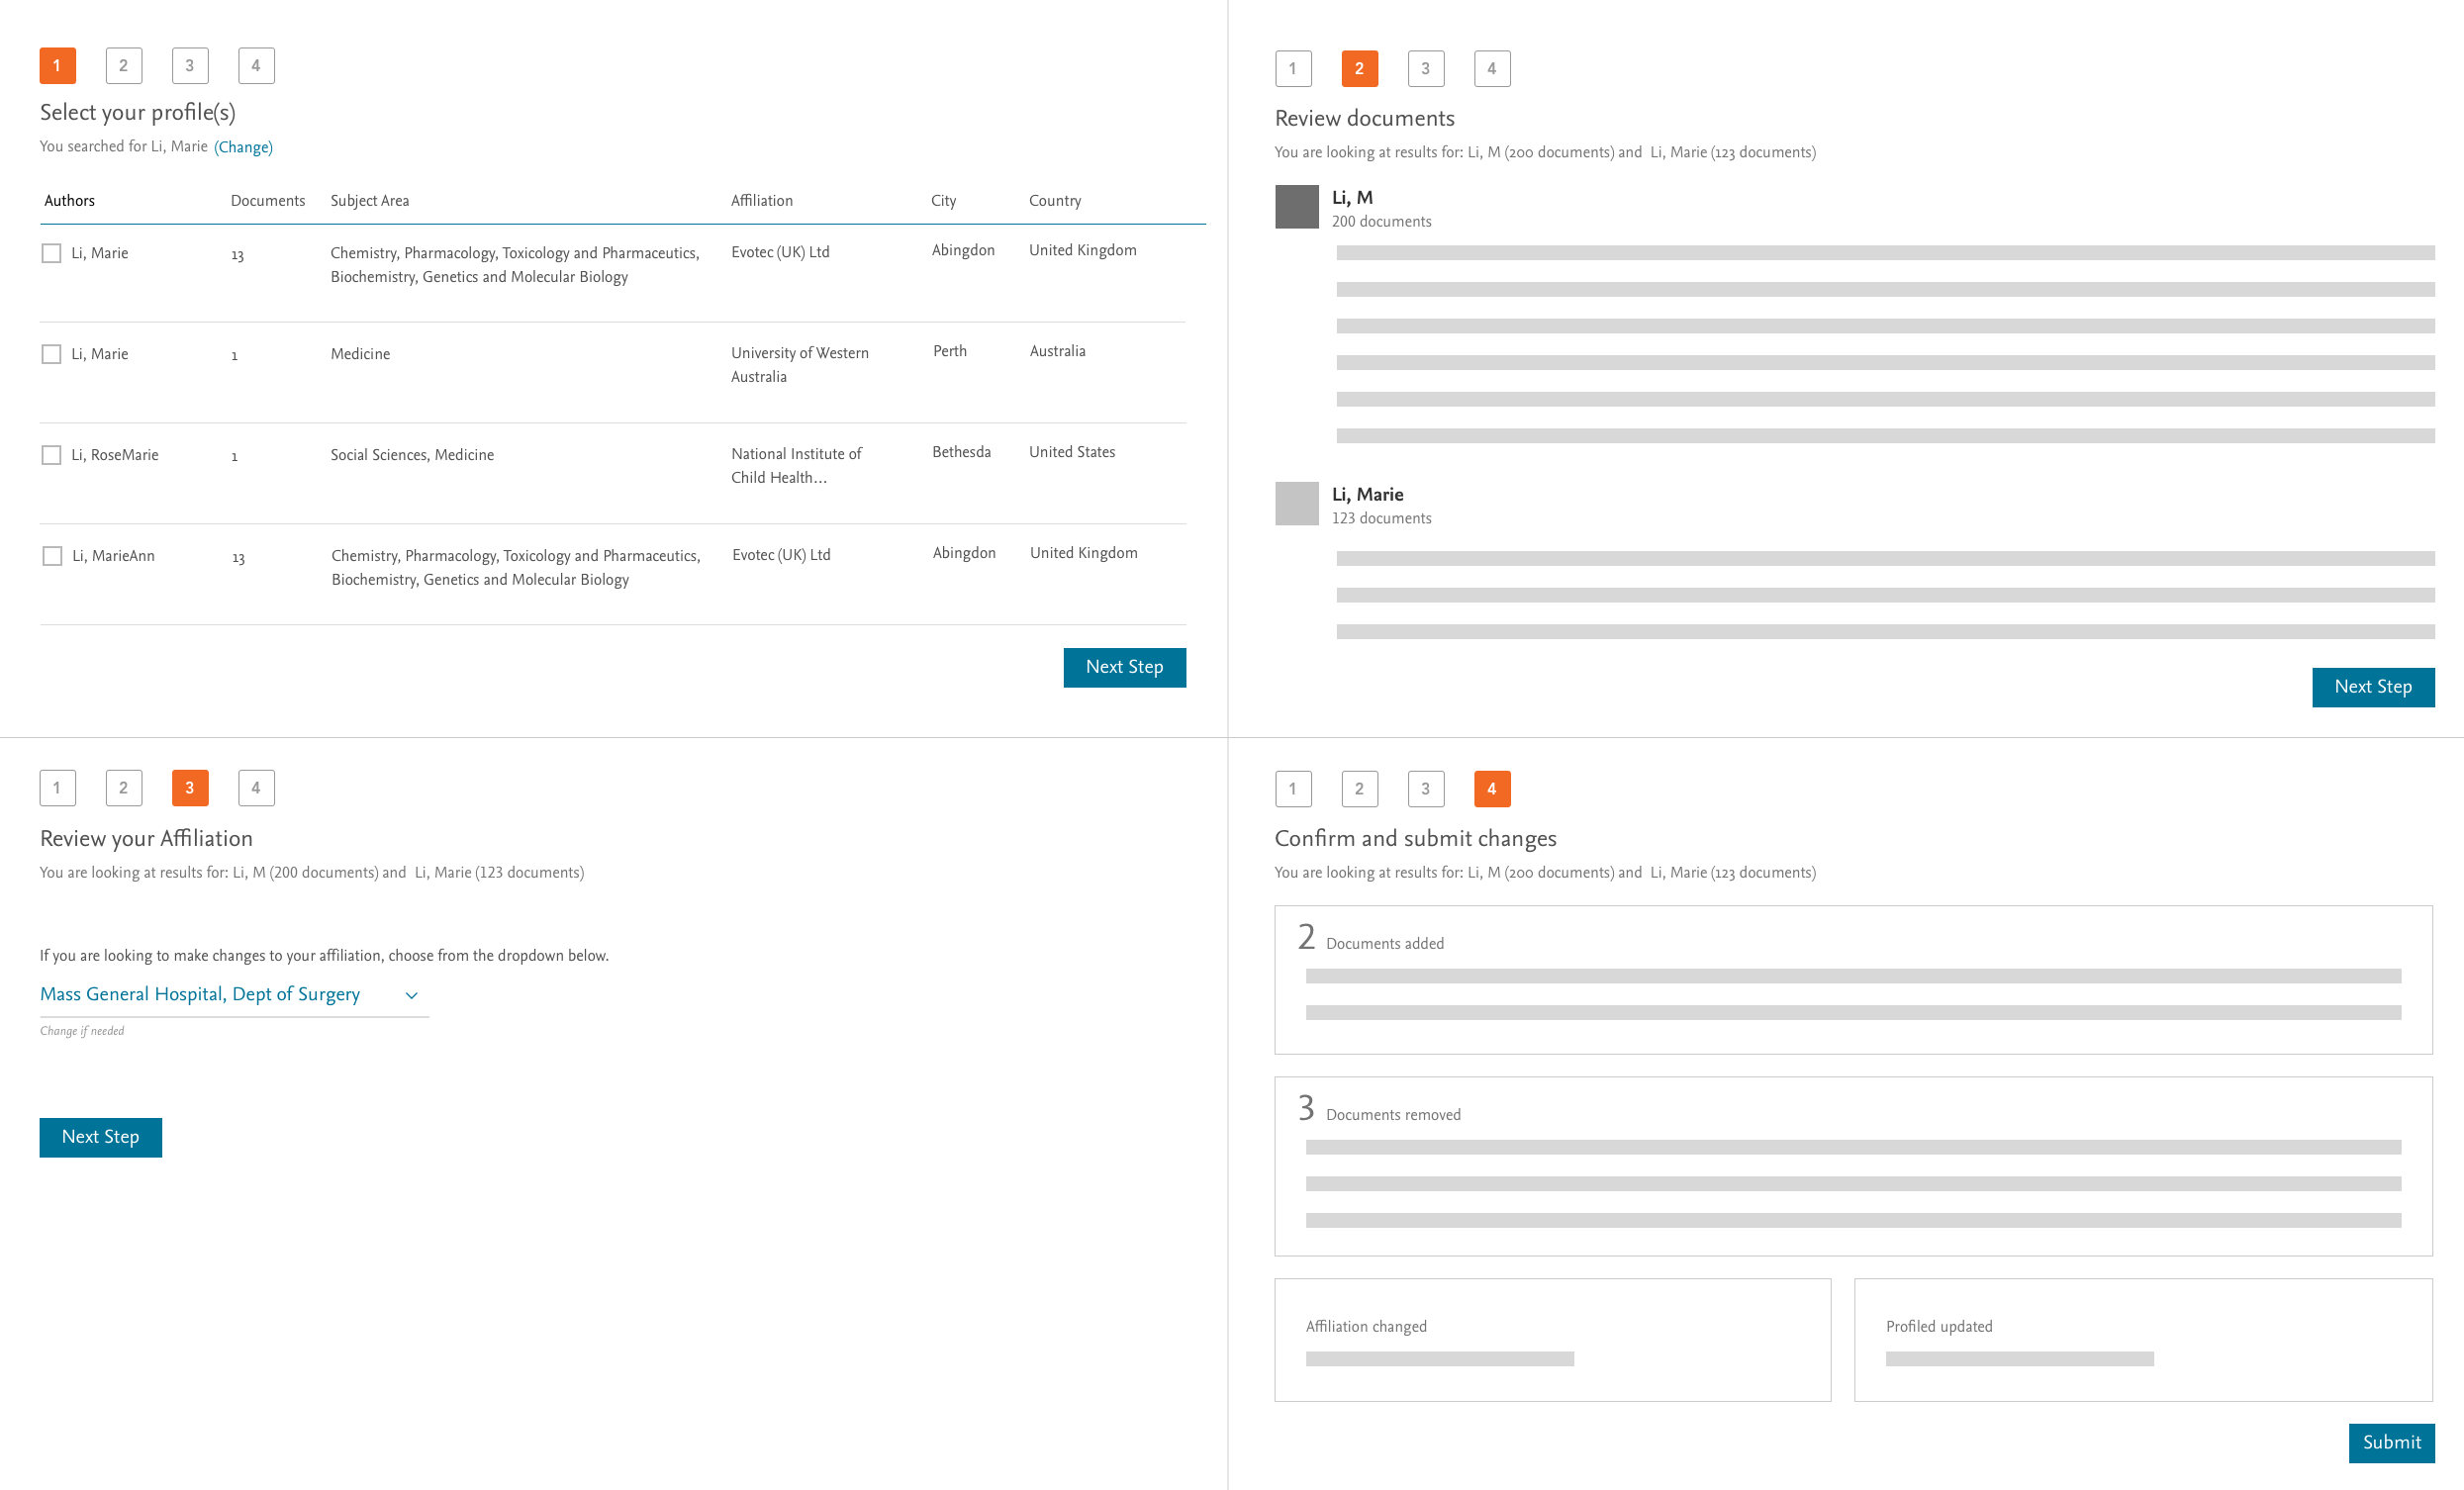 1 2 3 4
Select your profile(s)
You searched for Li, Marie (Change)
Authors Documents Subject Area Affiliation City Country
Li, Marie 13 Chemistry, Pharmacology, Toxicology and Pharmaceutics, Evotec (UK) Ltd Abingdon United Kingdom
Biochemistry, Genetics and Molecular Biology
Li, Marie 1 Medicine University of Western Perth Australia
Australia
Li, RoseMarie 1 Social Sciences, Medicine National Institute of Bethesda United States
Child Health...
Li, MarieAnn 13 Chemistry, Pharmacology, Toxicology and Pharmaceutics, Evotec (UK) Ltd Abingdon United Kingdom
Biochemistry, Genetics and Molecular Biology
Next Step
1 2 3 4
Review documents
You are looking at results for: Li, M (200 documents) and Li, Marie (123 documents)
Li, M
200 documents
Li, Marie
123 documents
Next Step
1 2 3 4
Review your Affiliation
You are looking at results for: Li, M (200 documents) and Li, Marie (123 documents)
If you are looking to make changes to your affiliation, choose from the dropdown below.
Mass General Hospital, Dept of Surgery
Change if needed
Next Step
1 2 3 4
Confirm and submit changes
You are looking at results for: Li, M (200 documents) and Li, Marie (123 documents)
2 Documents added
3 Documents removed
Affiliation changed
Profiled updated
Submit